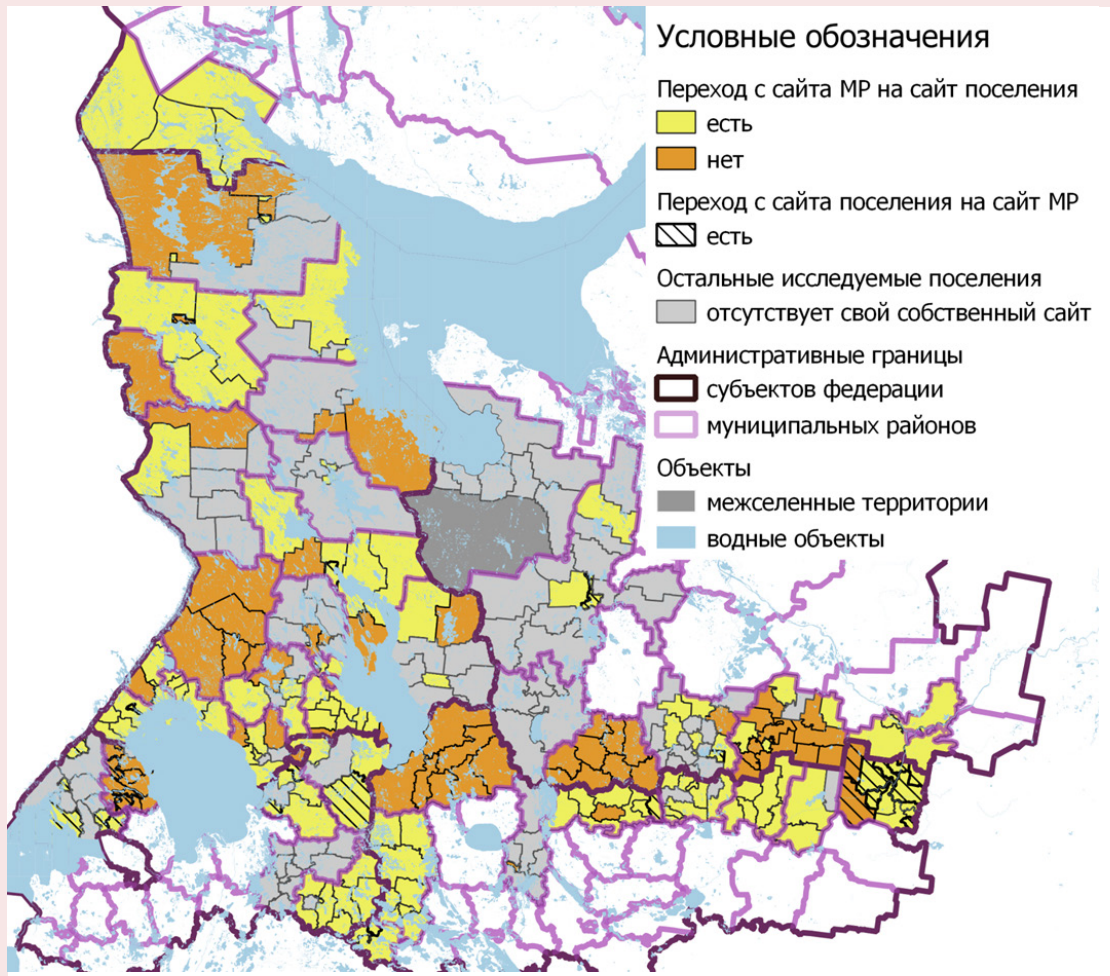 Условные обозначения
Переход с сайта МР на сайт поселения
есть
нет
Переход с сайта поселения на сайт МР
есть
Остальные исследуемые поселения
отсутствует свой собственный сайт
Административные границы
субъектов федерации
муниципальных районов
Объекты
межселенные территории
водные объекты